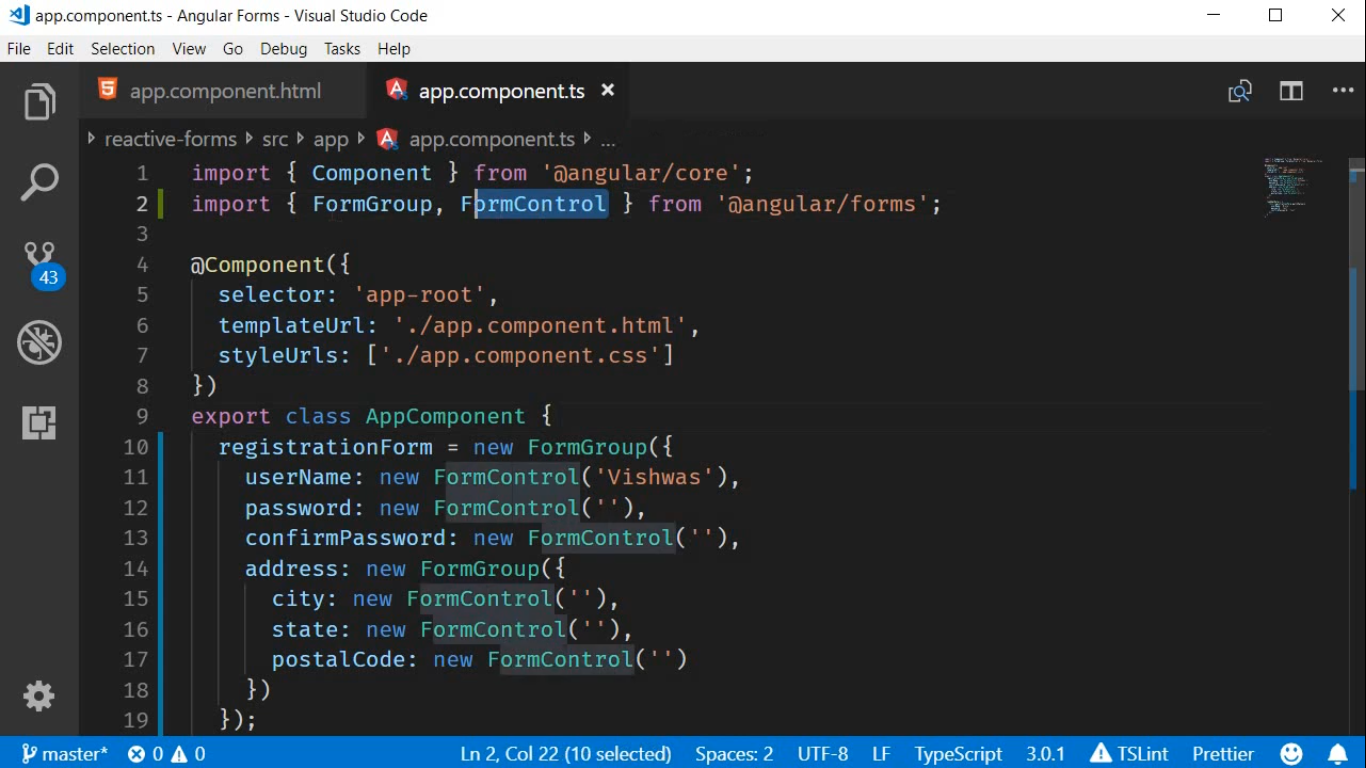 app.component.ts - Angular Forms - Visual Studio Code
File Edit Selection View Go Debug Tasks Help
app.component.html app.component.ts
reactive-forms src app app.component.ts ...
1 import { Component } from '@angular/core';
2 import { FormGroup, FormControl } from '@angular/forms';
3
4 @Component({
5 selector: 'app-root',
6 templateUrl: './app.component.html',
7 styleUrls: ['./app.component.css']
8 })
9 export class AppComponent {
10 registrationForm = new FormGroup({
11 userName: new FormControl('Vishwas'),
12 password: new FormControl(''),
13 confirmPassword: new FormControl(''),
14 address: new FormGroup({
15 city: new FormControl(''),
16 state: new FormControl(''),
17 postalCode: new FormControl('')
18 })
19 });
43
master* 0 0 Ln 2, Col 22 (10 selected) Spaces: 2 UTF-8 LF TypeScript 3.0.1 TSLint Prettier